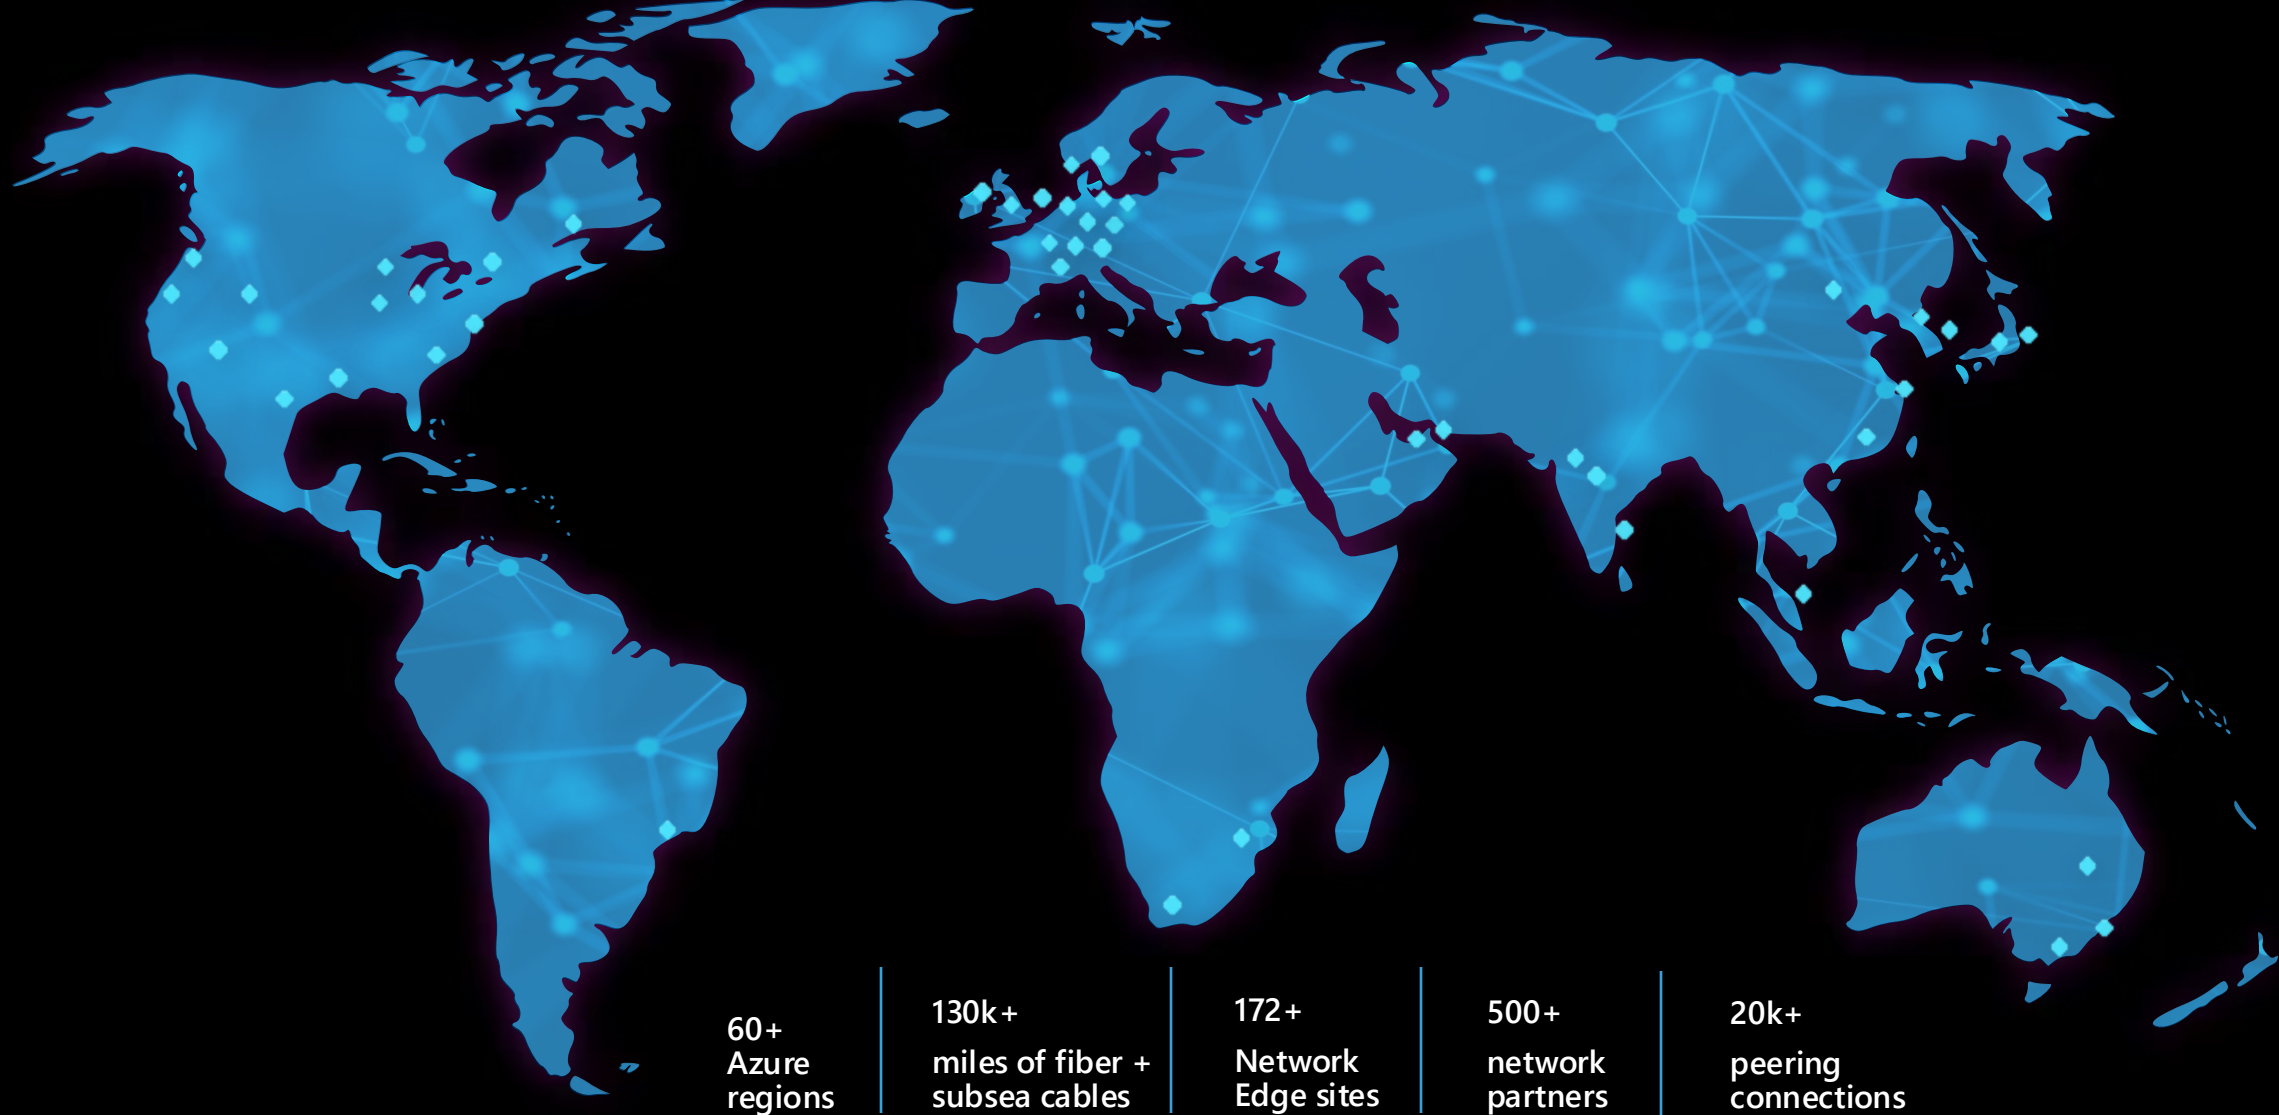 60+
Azure
regions
130k+
miles of fiber +
subsea cables
172+
Network
Edge sites
500+
network
partners
20k+
peering
connections